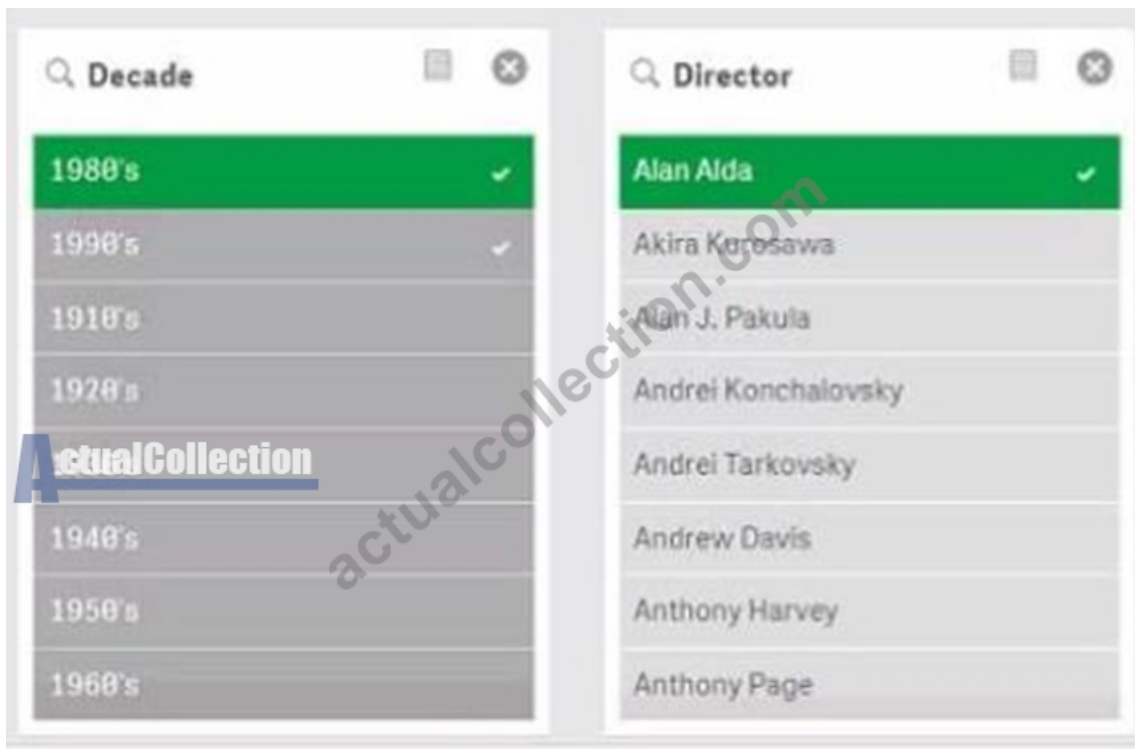 Decade
1980's
1990's
1910's
1920's
ActualCollection
1940's
1950's
1960's
Director
Alan Alda
Akira Kurosawa
Alan J. Pakula
Andrei Konchalovsky
Andrei Tarkovsky
Andrew Davis
Anthony Harvey
Anthony Page
actualcollection.com